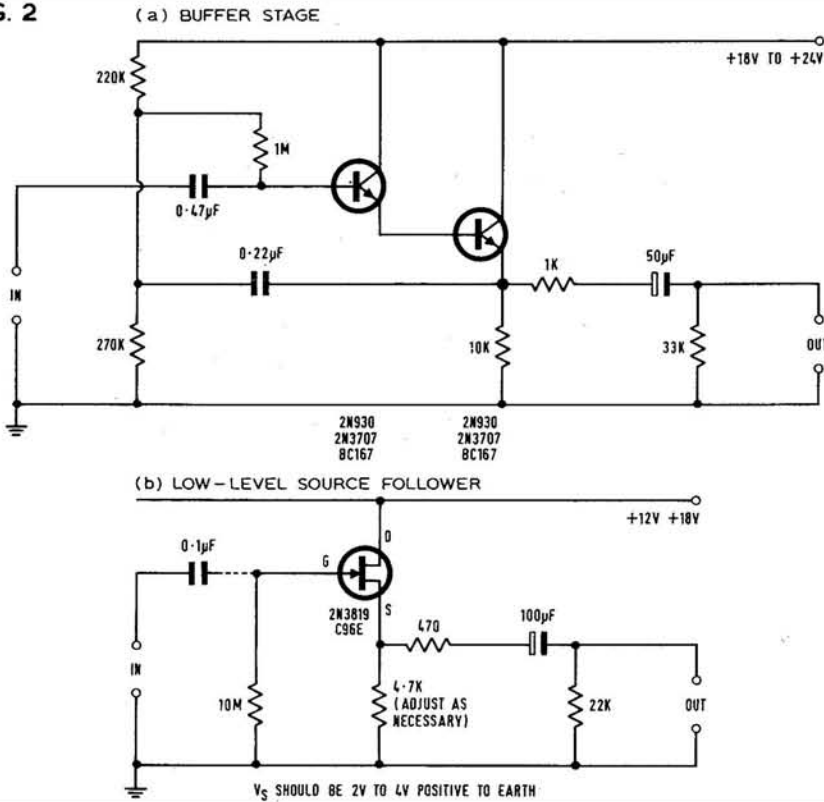 G. 2
(a) BUFFER STAGE
+18V TO +24V
220K
1M
0·47µF
0·22µF
1K
50µF
IN
270K
10K
33K
OUT
2N930
2N3707
BC167
2N930
2N3707
BC167
(b) LOW-LEVEL SOURCE FOLLOWER
+12V +18V
0·1µF
D
G
S
2N3819
C96E
470
100µF
IN
10M
4·7K
(ADJUST AS
NECESSARY)
22K
OUT
VS SHOULD BE 2V TO 4V POSITIVE TO EARTH